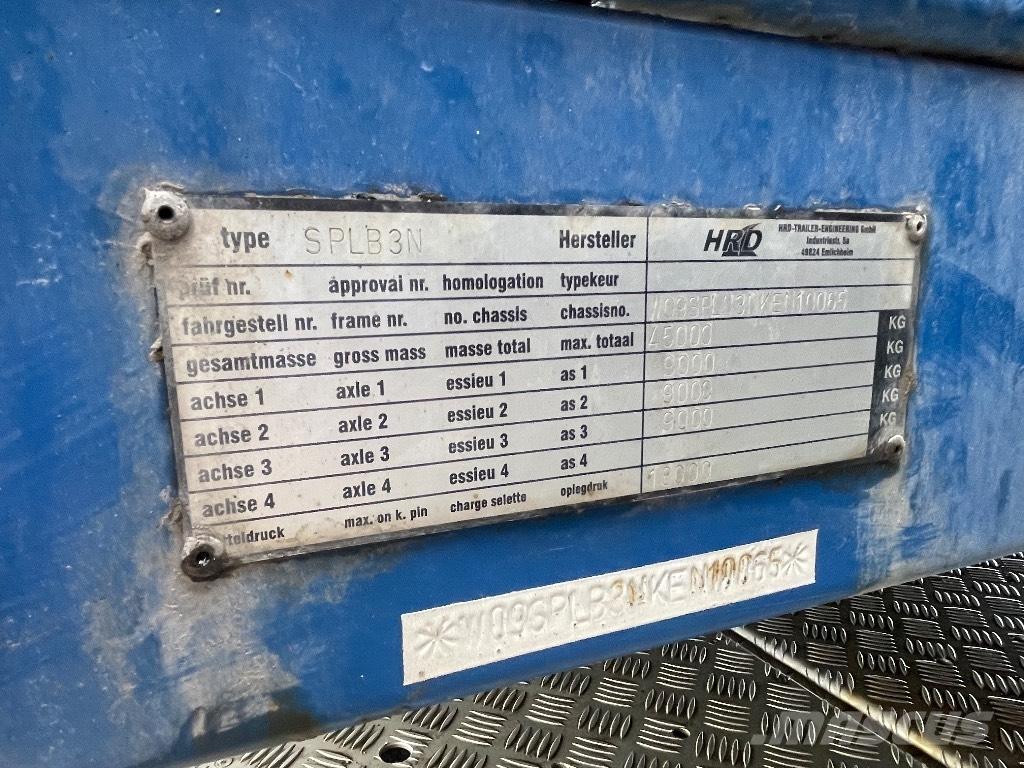 type SPLB3N Hersteller HRD HRD-TRAILER-ENGINEERING GmbH
Industriestr. 5a
49824 Emlichheim
prüf nr. approval nr. homologation typekeur
fahrgestell nr. frame nr. no. chassis chassisno. W09SPLB3NKEN10065
gesamtmasse gross mass masse total max. totaal 45000 KG
achse 1 axle 1 essieu 1 as 1 9000 KG
achse 2 axle 2 essieu 2 as 2 9000 KG
achse 3 axle 3 essieu 3 as 3 9000 KG
achse 4 axle 4 essieu 4 as 4 KG
max. on k. pin charge selette oplegdruk 18000
*W09SPLB3NKEN10065*
MASCUS